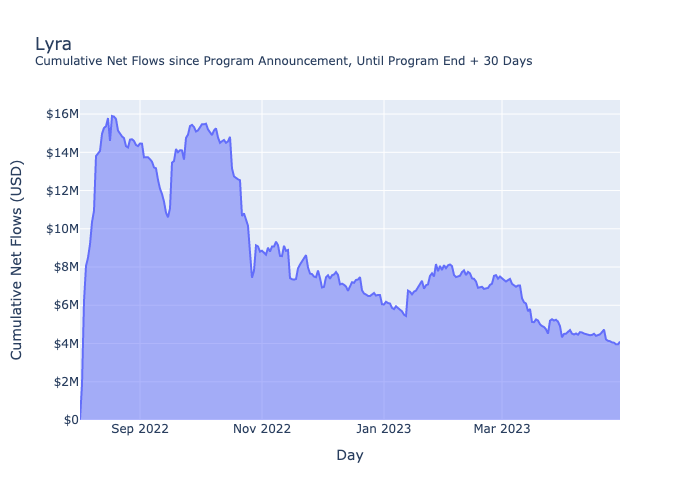 Lyra
Cumulative Net Flows since Program Announcement, Until Program End + 30 Days
Cumulative Net Flows (USD)
$16M
$14M
$12M
$10M
$8M
$6M
$4M
$2M
$0
Sep 2022 Nov 2022 Jan 2023 Mar 2023
Day